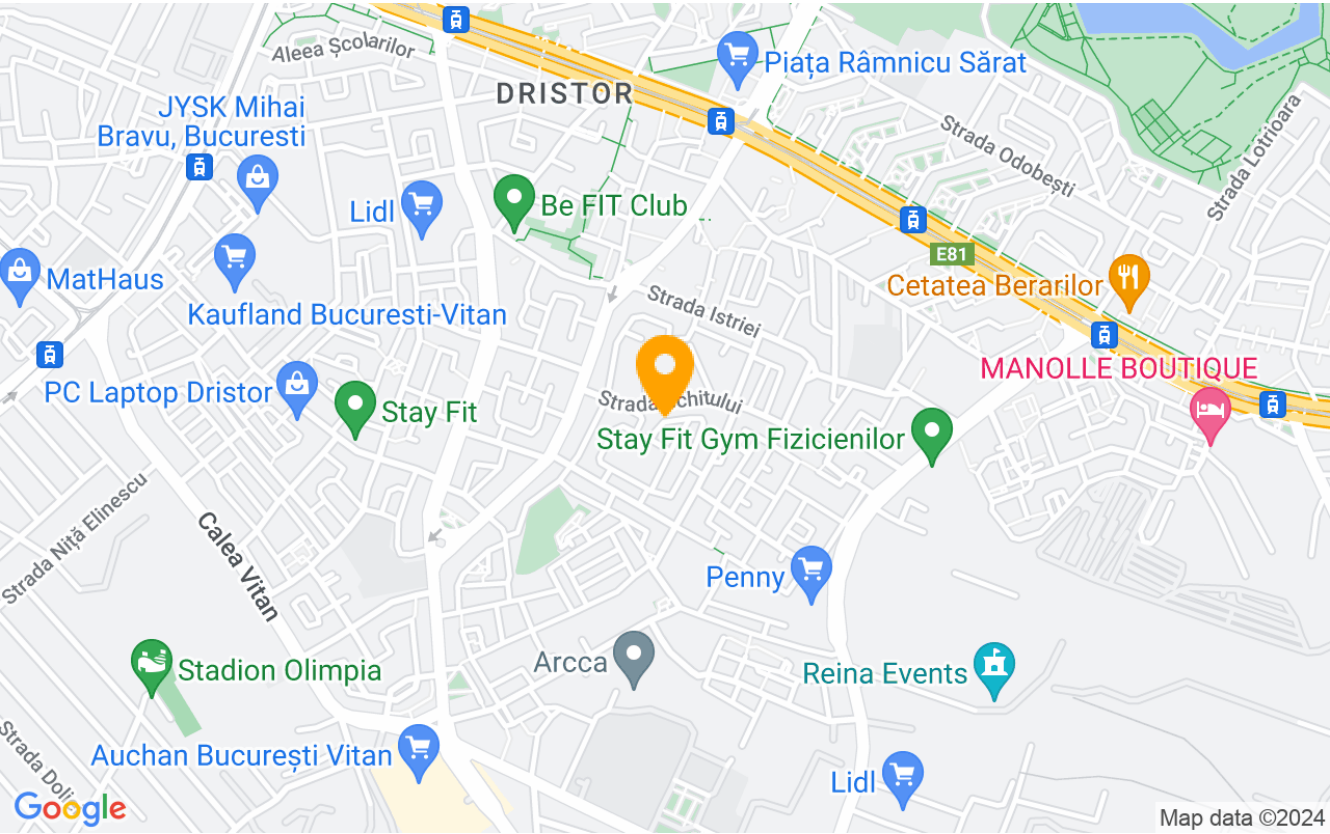 Aleea Școlarilor
Piața Râmnicu Sărat
DRISTOR
JYSK Mihai
Bravu, Bucuresti
Strada Odobești
Strada Lotrioara
Lidl
Be FIT Club
E81
MatHaus
Cetatea Berarilor
Kaufland Bucuresti-Vitan
Strada Istriei
MANOLLE BOUTIQUE
PC Laptop Dristor
Stay Fit
Strada
Stay Fit Gym Fizicienilor
Strada Niță Elinescu
Calea Vitan
Penny
Arcca
Stadion Olimpia
Reina Events
Strada
Auchan București Vitan
Lidl
Google
Map data ©2024